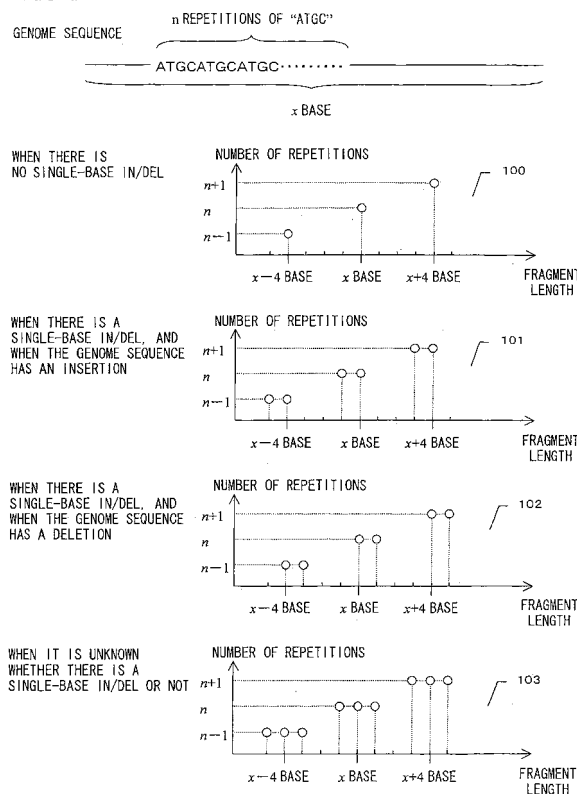 n REPETITIONS OF "ATGC"
GENOME SEQUENCE
ATGCATGCATGC·········
x BASE
WHEN THERE IS
NO SINGLE-BASE IN/DEL
NUMBER OF REPETITIONS
100
n+1
n
n−1
x−4 BASE x BASE x+4 BASE
FRAGMENT
LENGTH
WHEN THERE IS A
SINGLE-BASE IN/DEL, AND
WHEN THE GENOME SEQUENCE
HAS AN INSERTION
NUMBER OF REPETITIONS
101
n+1
n
n−1
x−4 BASE x BASE x+4 BASE
FRAGMENT
LENGTH
WHEN THERE IS A
SINGLE-BASE IN/DEL, AND
WHEN THE GENOME SEQUENCE
HAS A DELETION
NUMBER OF REPETITIONS
102
n+1
n
n−1
x−4 BASE x BASE x+4 BASE
FRAGMENT
LENGTH
WHEN IT IS UNKNOWN
WHETHER THERE IS A
SINGLE-BASE IN/DEL OR NOT
NUMBER OF REPETITIONS
103
n+1
n
n−1
x−4 BASE x BASE x+4 BASE
FRAGMENT
LENGTH